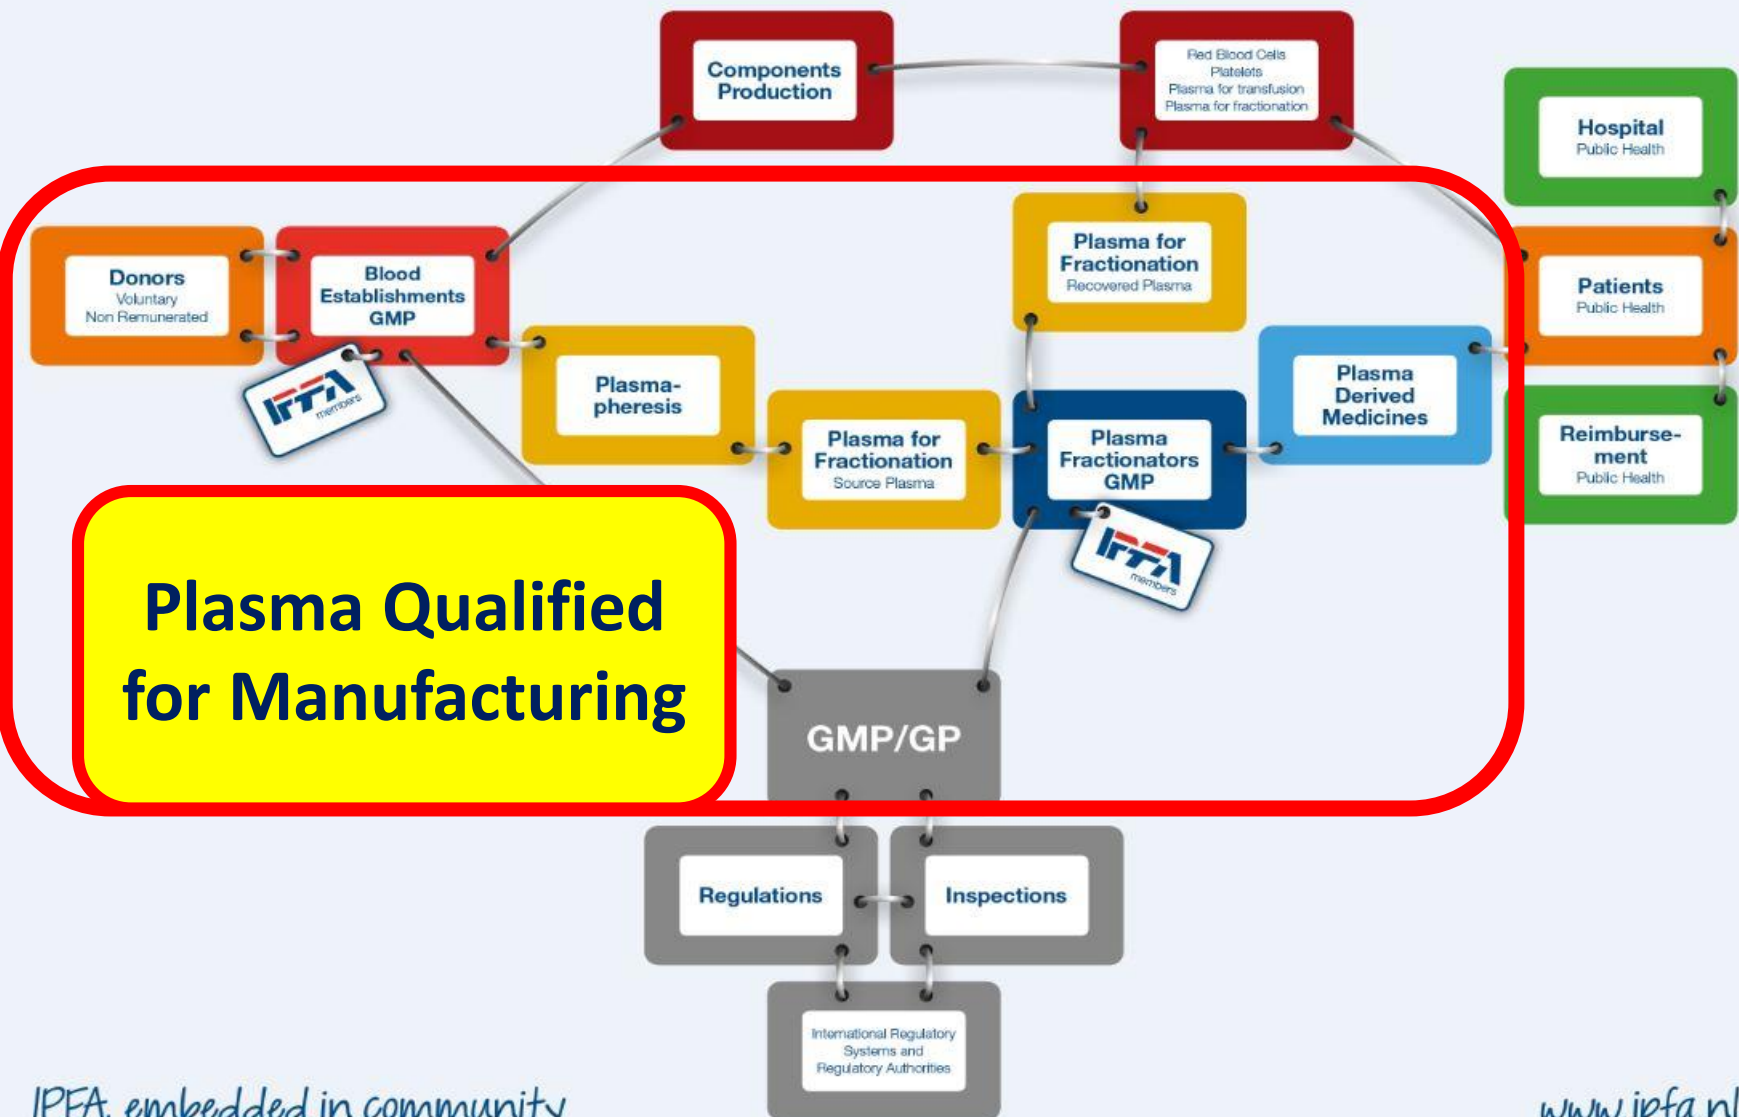 Components
Production
Red Blood Cells
Platelets
Plasma for transfusion
Plasma for fractionation
Hospital
Public Health
Donors
Voluntary
Non Remunerated
Blood
Establishments
GMP
Plasma for
Fractionation
Recovered Plasma
Patients
Public Health
IPFA
members
Plasma-
pheresis
Plasma for
Fractionation
Source Plasma
Plasma
Fractionators
GMP
Plasma
Derived
Medicines
Reimburse-
ment
Public Health
IPFA
members
Plasma Qualified
for Manufacturing
GMP/GP
Regulations
Inspections
International Regulatory
Systems and
Regulatory Authorities
IPFA, embedded in community
www.ipfa.nl